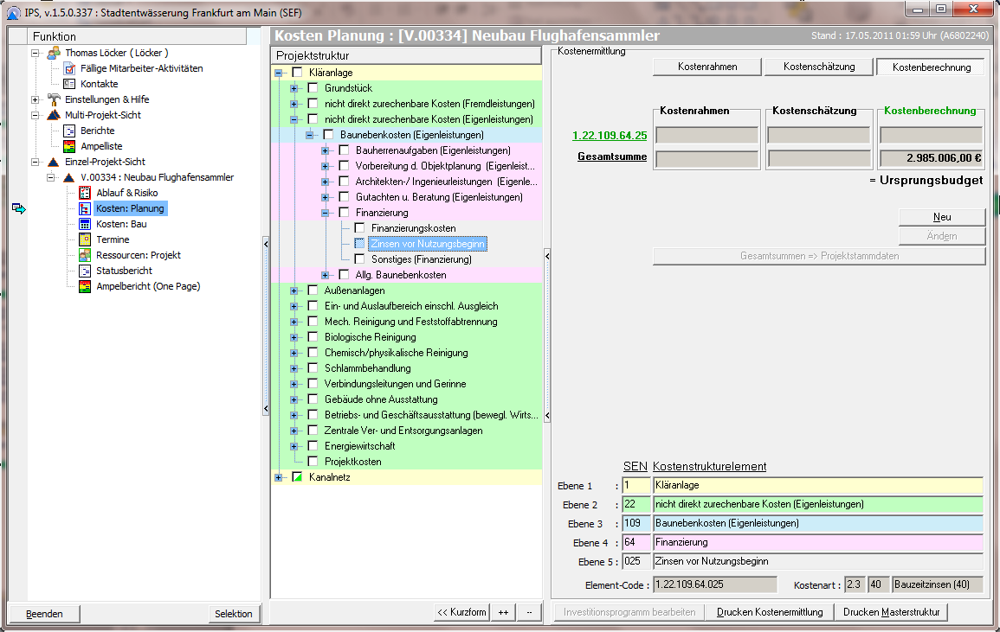 IPS, v.1.5.0.337 : Stadtentwässerung Frankfurt am Main (SEF)
Funktion
Thomas Löcker ( Löcker )
Fällige Mitarbeiter-Aktivitäten
Kontakte
Einstellungen & Hilfe
Multi-Projekt-Sicht
Berichte
Ampelliste
Einzel-Projekt-Sicht
V.00334 : Neubau Flughafensammler
Ablauf & Risiko
Kosten: Planung
Kosten: Bau
Termine
Ressourcen: Projekt
Statusbericht
Ampelbericht (One Page)
Beenden
Selektion
Kosten Planung : [V.00334] Neubau Flughafensammler
Stand : 17.05.2011 01:59 Uhr (A6802240)
Projektstruktur
Kläranlage
Grundstück
nicht direkt zurechenbare Kosten (Fremdleistungen)
nicht direkt zurechenbare Kosten (Eigenleistungen)
Baunebenkosten (Eigenleistungen)
Bauherrenaufgaben (Eigenleistungen)
Vorbereitung d. Objektplanung (Eigenleist...
Architekten-/ Ingenieurleistungen (Eigenle...
Gutachten u. Beratung (Eigenleistungen)
Finanzierung
Finanzierungskosten
Zinsen vor Nutzungsbeginn
Sonstiges (Finanzierung)
Allg. Baunebenkosten
Außenanlagen
Ein- und Auslaufbereich einschl. Ausgleich
Mech. Reinigung und Feststoffabtrennung
Biologische Reinigung
Chemisch/physikalische Reinigung
Schlammbehandlung
Verbindungsleitungen und Gerinne
Gebäude ohne Ausstattung
Betriebs- und Geschäftsausstattung (bewegl. Wirts...
Zentrale Ver- und Entsorgungsanlagen
Energiewirtschaft
Projektkosten
Kanalnetz
<< Kurzform
++
--
Kostenermittlung
Kostenrahmen
Kostenschätzung
Kostenberechnung
Kostenrahmen
Kostenschätzung
Kostenberechnung
1.22.109.64.25
Gesamtsumme
2.985.006,00 €
= Ursprungsbudget
Neu
Ändern
Gesamtsummen => Projektstammdaten
SEN Kostenstrukturelement
Ebene 1 : 1 Kläranlage
Ebene 2 : 22 nicht direkt zurechenbare Kosten (Eigenleistungen)
Ebene 3 : 109 Baunebenkosten (Eigenleistungen)
Ebene 4 : 64 Finanzierung
Ebene 5 : 025 Zinsen vor Nutzungsbeginn
Element-Code : 1.22.109.64.025 Kostenart : 2.3 40 Bauzeitzinsen (40)
Investitionsprogramm bearbeiten
Drucken Kostenermittlung
Drucken Masterstruktur